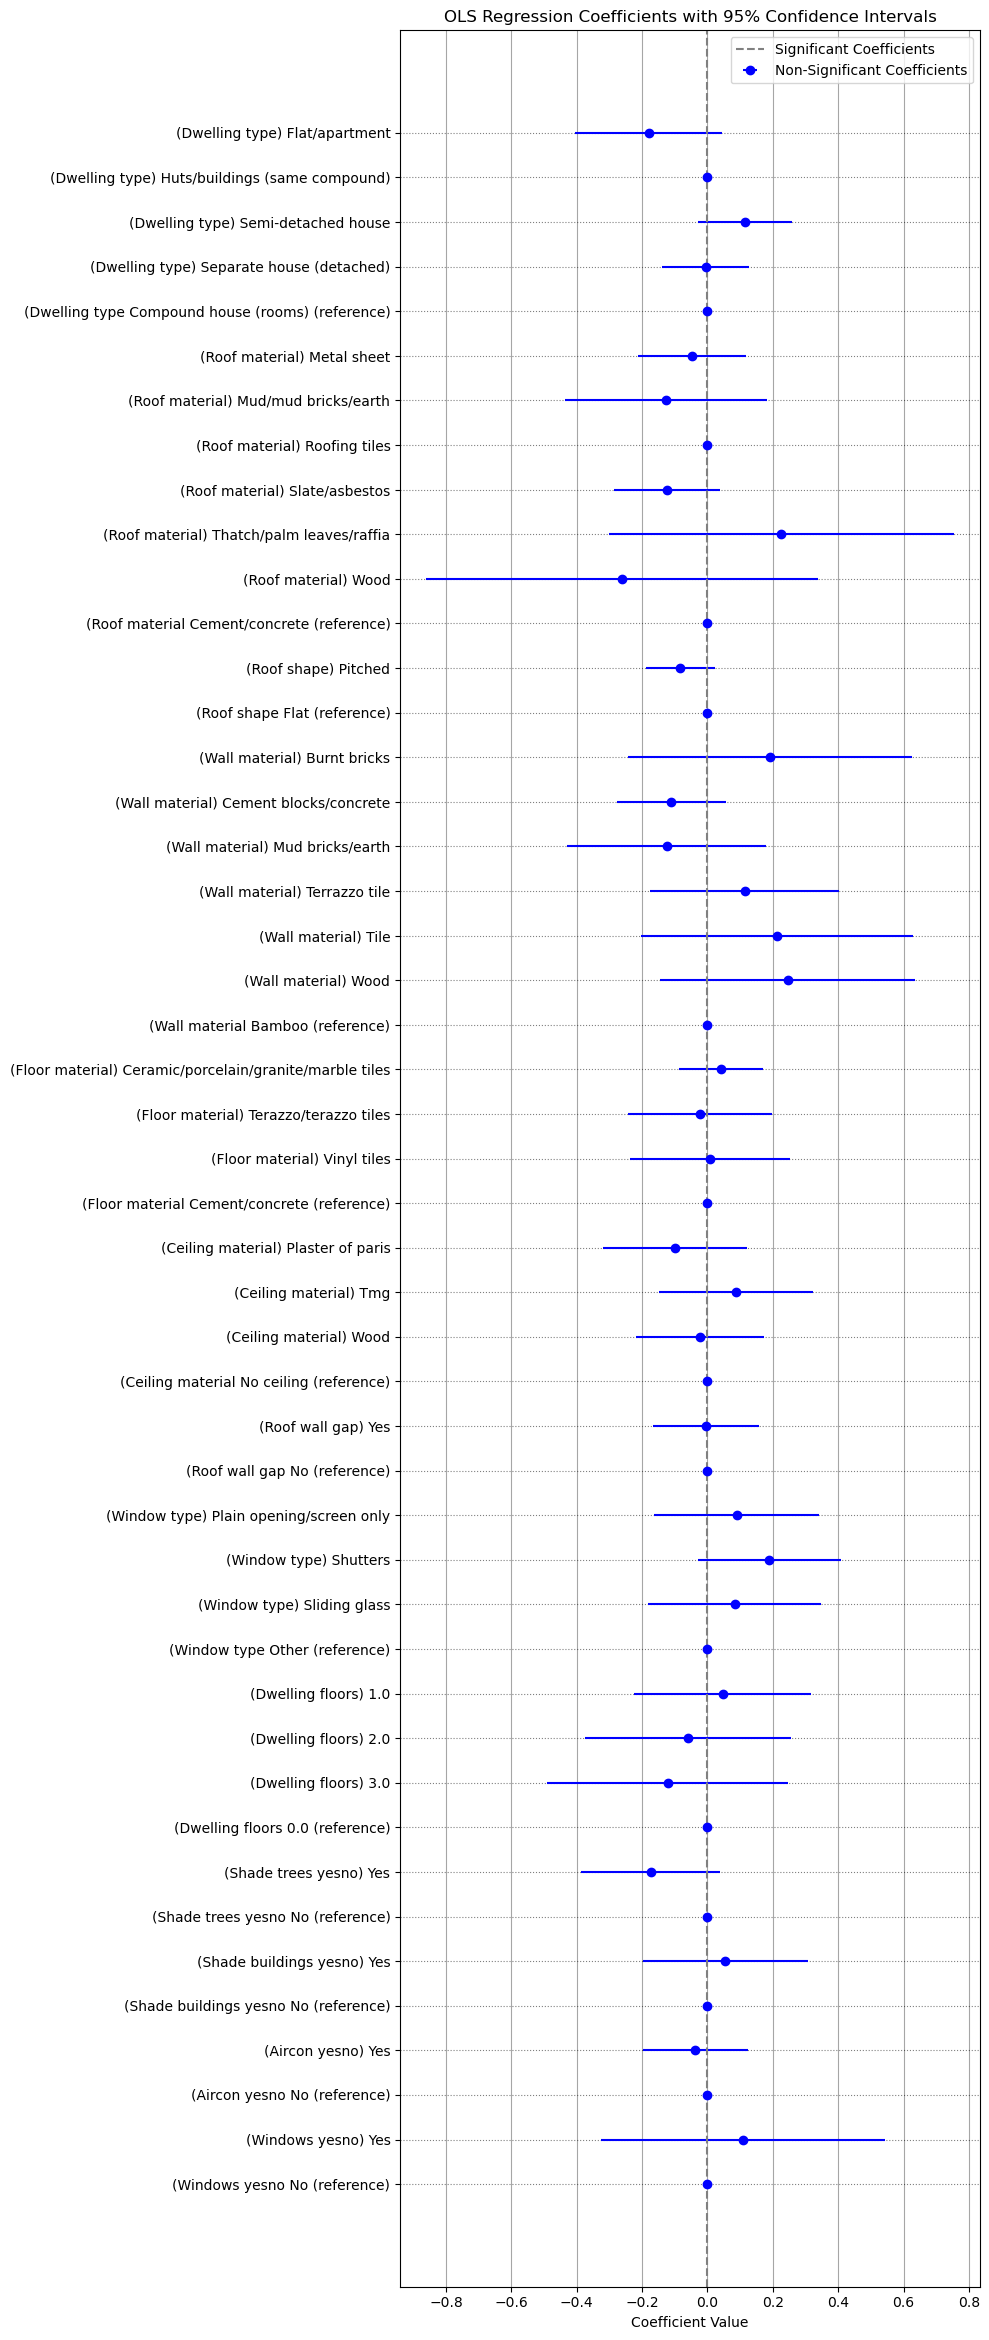 OLS Regression Coefficients with 95% Confidence Intervals
Significant Coefficients
Non-Significant Coefficients
(Dwelling type) Flat/apartment
(Dwelling type) Huts/buildings (same compound)
(Dwelling type) Semi-detached house
(Dwelling type) Separate house (detached)
(Dwelling type Compound house (rooms) (reference)
(Roof material) Metal sheet
(Roof material) Mud/mud bricks/earth
(Roof material) Roofing tiles
(Roof material) Slate/asbestos
(Roof material) Thatch/palm leaves/raffia
(Roof material) Wood
(Roof material Cement/concrete (reference)
(Roof shape) Pitched
(Roof shape Flat (reference)
(Wall material) Burnt bricks
(Wall material) Cement blocks/concrete
(Wall material) Mud bricks/earth
(Wall material) Terrazzo tile
(Wall material) Tile
(Wall material) Wood
(Wall material Bamboo (reference)
(Floor material) Ceramic/porcelain/granite/marble tiles
(Floor material) Terazzo/terazzo tiles
(Floor material) Vinyl tiles
(Floor material Cement/concrete (reference)
(Ceiling material) Plaster of paris
(Ceiling material) Tmg
(Ceiling material) Wood
(Ceiling material No ceiling (reference)
(Roof wall gap) Yes
(Roof wall gap No (reference)
(Window type) Plain opening/screen only
(Window type) Shutters
(Window type) Sliding glass
(Window type Other (reference)
(Dwelling floors) 1.0
(Dwelling floors) 2.0
(Dwelling floors) 3.0
(Dwelling floors 0.0 (reference)
(Shade trees yesno) Yes
(Shade trees yesno No (reference)
(Shade buildings yesno) Yes
(Shade buildings yesno No (reference)
(Aircon yesno) Yes
(Aircon yesno No (reference)
(Windows yesno) Yes
(Windows yesno No (reference)
−0.8 −0.6 −0.4 −0.2 0.0 0.2 0.4 0.6 0.8
Coefficient Value